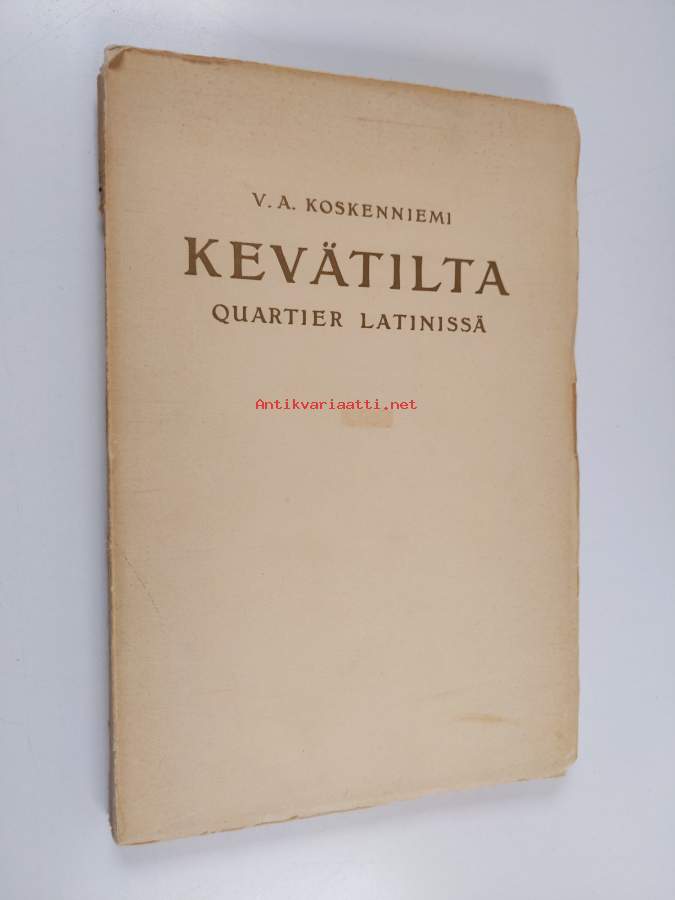 V. A. KOSKENNIEMI
KEVÄTILTA
QUARTIER LATINISSÄ
Antikvariaatti.net